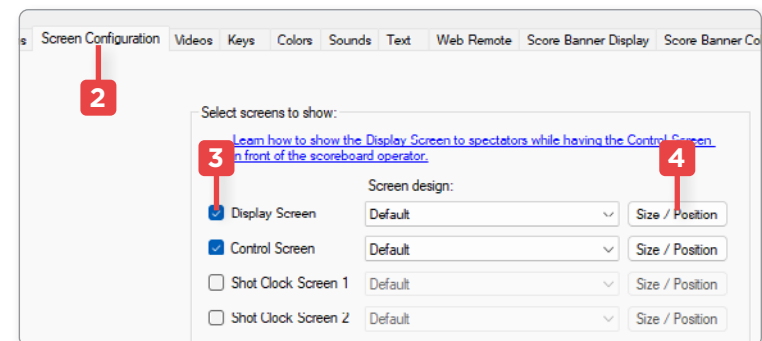 s Screen Configuration Videos Keys Colors Sounds Text Web Remote Score Banner Display Score Banner Co
2
Select screens to show:
Learn how to show the Display Screen to spectators while having the Control Screen
n front of the scoreboard operator.
3
4
Screen design:
Display Screen Default Size / Position
Control Screen Default Size / Position
Shot Clock Screen 1 Default Size / Position
Shot Clock Screen 2 Default Size / Position